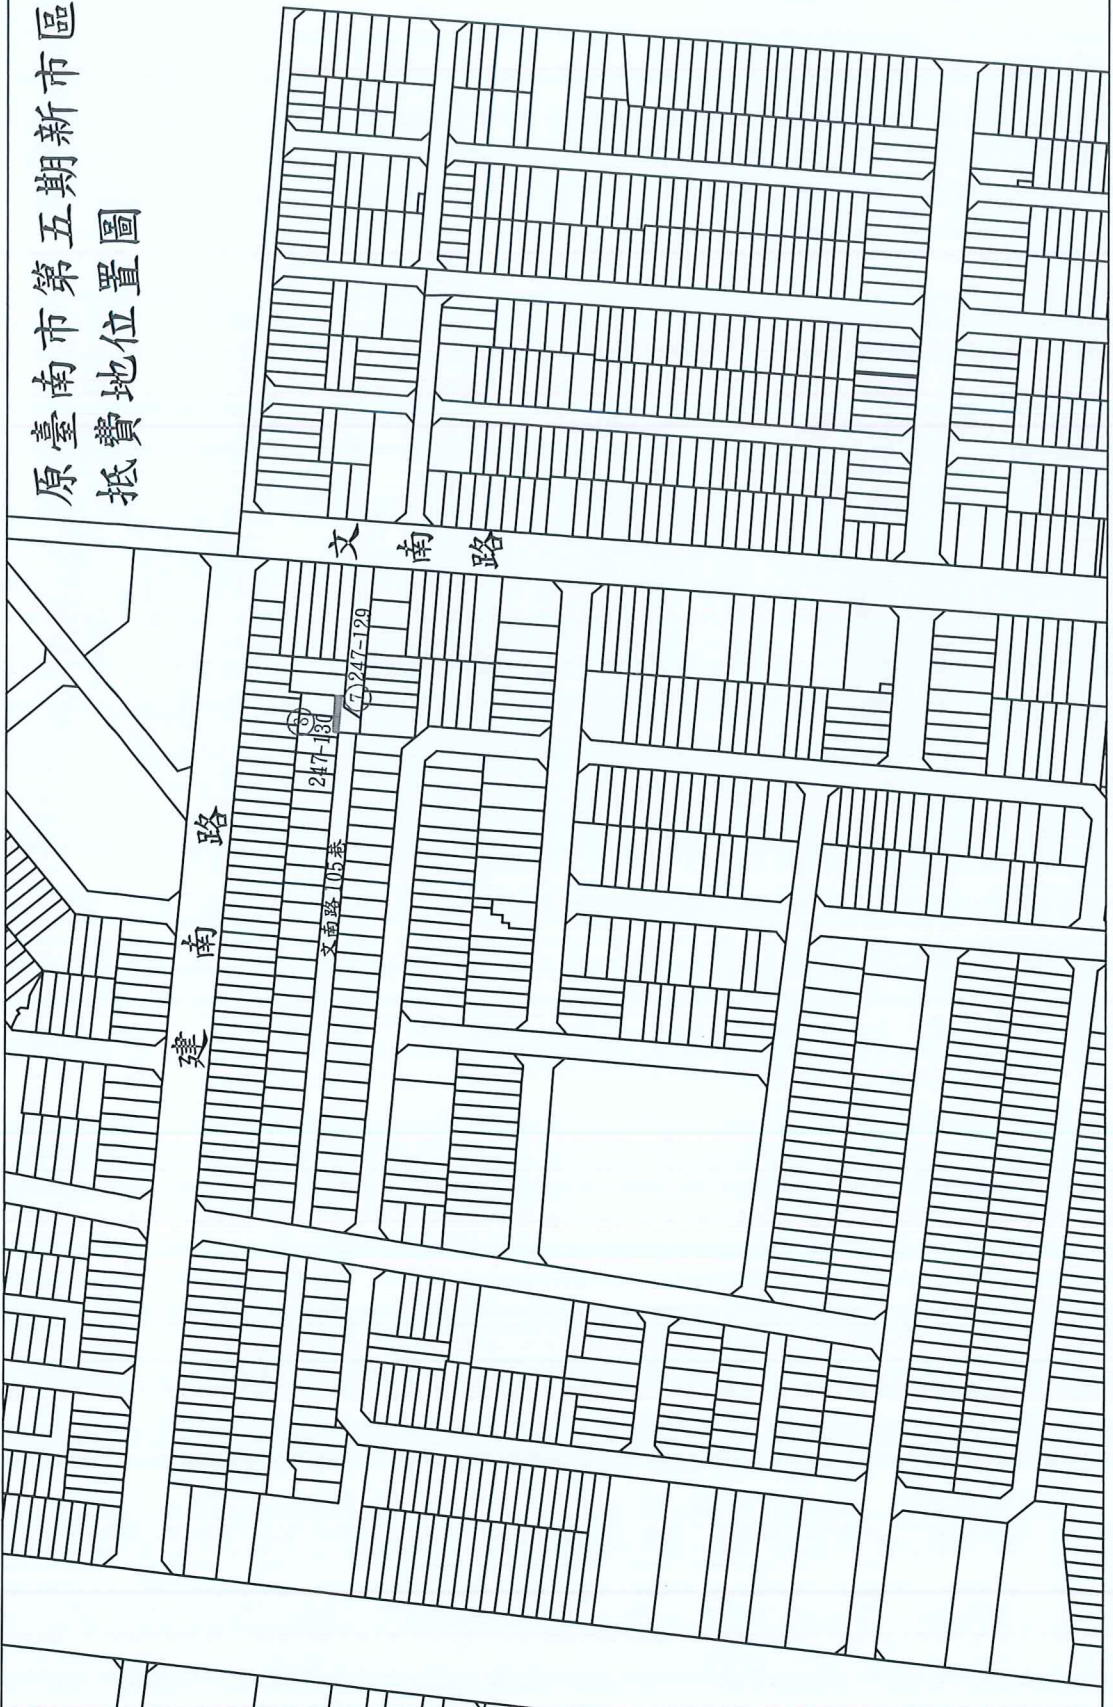 原臺南市第五期新市區
抵費地位置圖
文南路
建南路
⑦247-129
⑧
247-130
文南路105巷